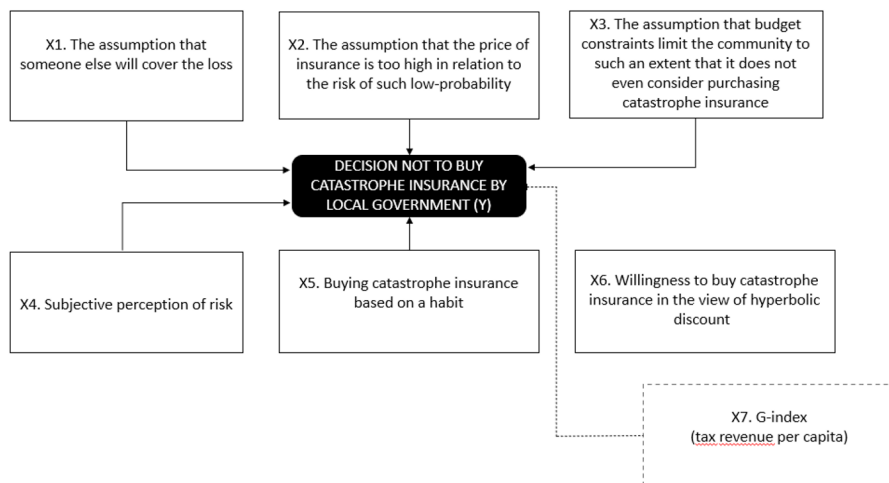 X1. The assumption that
someone else will cover the loss
X2. The assumption that the price of
insurance is too high in relation to
the risk of such low-probability
X3. The assumption that budget
constraints limit the community to
such an extent that it does not
even consider purchasing
catastrophe insurance
DECISION NOT TO BUY
CATASTROPHE INSURANCE BY
LOCAL GOVERNMENT (Y)
X4. Subjective perception of risk
X5. Buying catastrophe insurance
based on a habit
X6. Willingness to buy catastrophe
insurance in the view of hyperbolic
discount
X7. G-index
(tax revenue per capita)